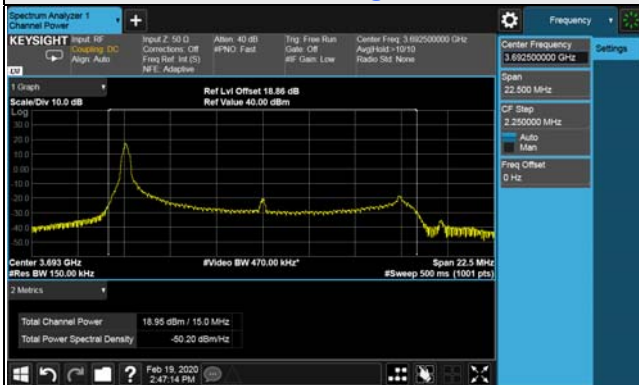 Spectrum Analyzer 1
Channel Power
+
Frequency
KEYSIGHT
Input: RF
Coupling: DC
Align: Auto
Input Z: 50 Ω
Corrections: Off
Freq Ref: Int (S)
NFE: Adaptive
Atten: 40 dB
#PNO: Fast
Trig: Free Run
Gate: Off
#IF Gain: Low
Center Freq: 3.692500000 GHz
Avg|Hold:>10/10
Radio Std: None
LXI
Center Frequency
3.692500000 GHz
Settings
Span
22.500 MHz
CF Step
2.250000 MHz
Auto
Man
Freq Offset
0 Hz
1 Graph
Scale/Div 10.0 dB
Ref Lvl Offset 18.86 dB
Ref Value 40.00 dBm
Log
30.0
20.0
10.0
0.00
-10.0
-20.0
-30.0
-40.0
-50.0
Center 3.693 GHz
#Res BW 150.00 kHz
#Video BW 470.00 kHz*
Span 22.5 MHz
#Sweep 500 ms (1001 pts)
2 Metrics
Total Channel Power 18.95 dBm / 15.0 MHz
Total Power Spectral Density -50.20 dBm/Hz
?
Feb 19, 2020
2:47:14 PM